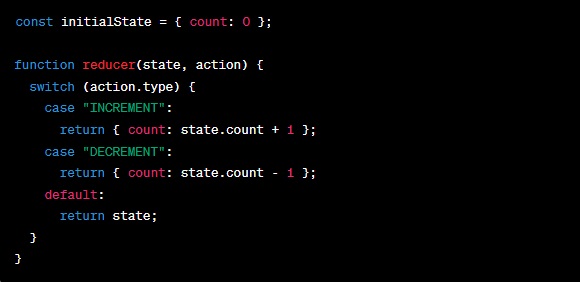 const initialState = { count: 0 };

function reducer(state, action) {
  switch (action.type) {
    case "INCREMENT":
      return { count: state.count + 1 };
    case "DECREMENT":
      return { count: state.count - 1 };
    default:
      return state;
  }
}